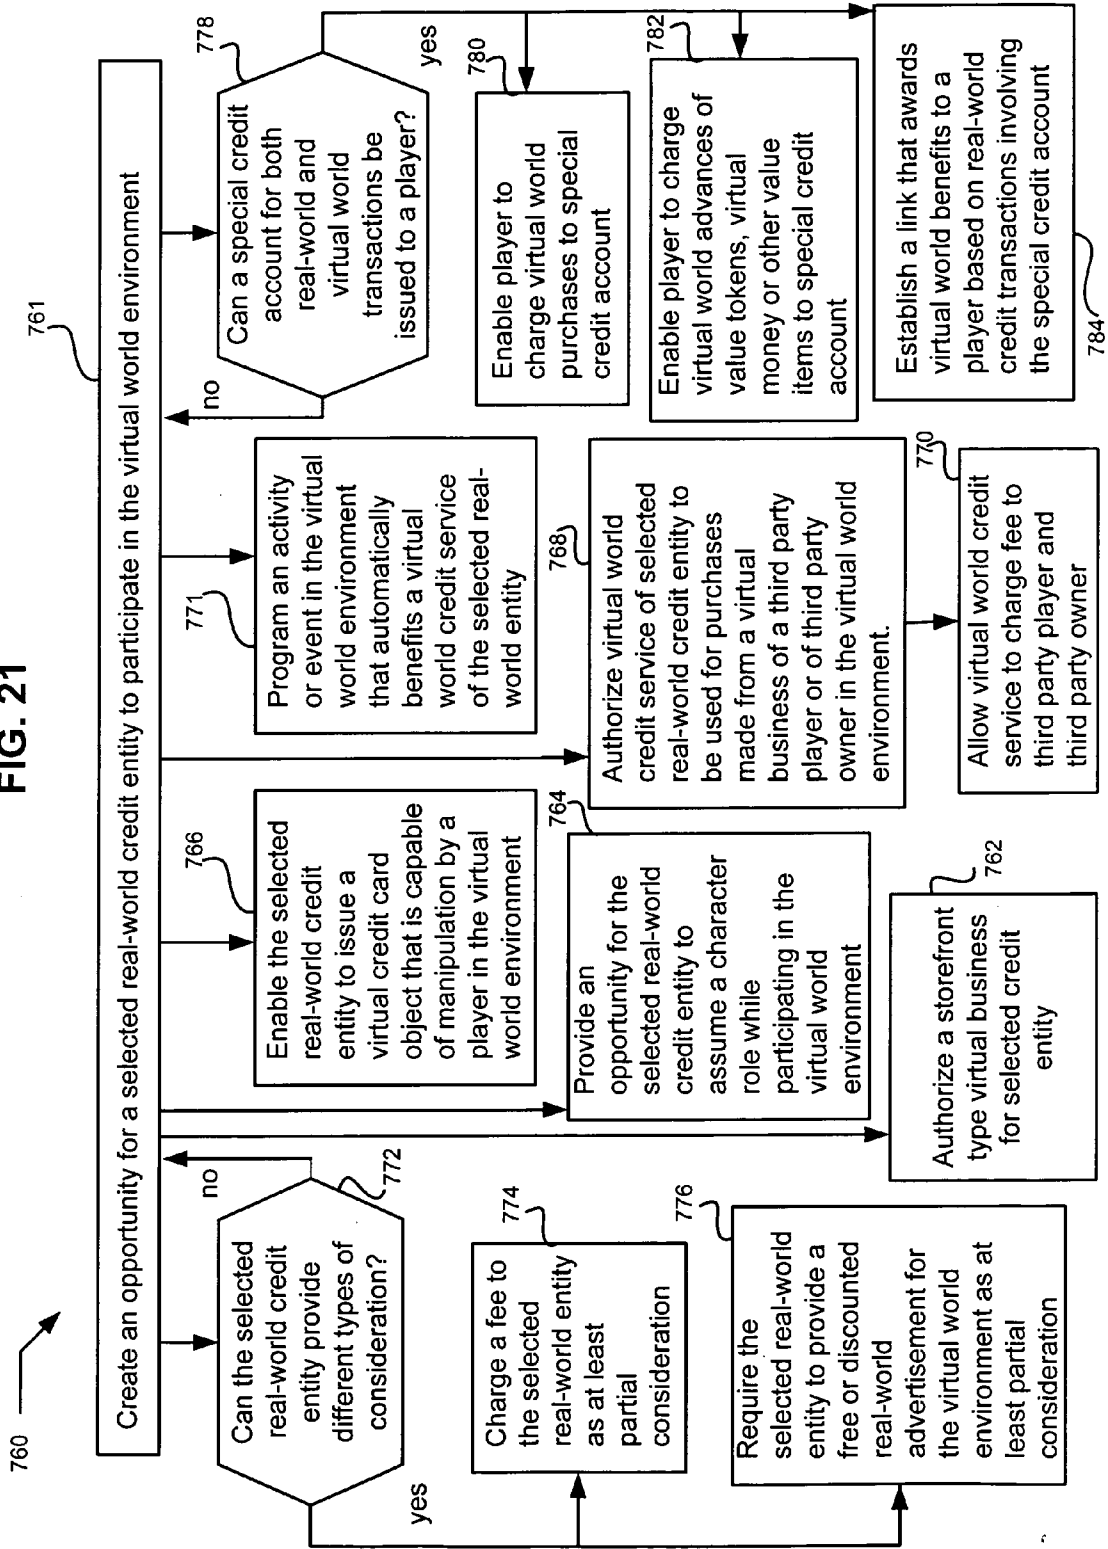 FIG. 21
760
761
Create an opportunity for a selected real-world credit entity to participate in the virtual world environment
Can the selected
real-world credit
entity provide
different types of
consideration?
772
no
yes
774
Charge a fee to
the selected
real-world entity
as at least
partial
consideration
776
Require the
selected real-world
entity to provide a
free or discounted
real-world
advertisement for
the virtual world
environment as at
least partial
consideration
766
Enable the selected
real-world credit
entity to issue a
virtual credit card
object that is capable
of manipulation by a
player in the virtual
world environment
764
Provide an
opportunity for the
selected real-world
credit entity to
assume a character
role while
participating in the
virtual world
environment
762
Authorize a storefront
type virtual business
for selected credit
entity
771
Program an activity
or event in the virtual
world environment
that automatically
benefits a virtual
world credit service
of the selected real-
world entity
768
Authorize virtual world
credit service of selected
real-world credit entity to
be used for purchases
made from a virtual
business of a third party
player or of third party
owner in the virtual world
environment.
770
Allow virtual world credit
service to charge fee to
third party player and
third party owner
778
Can a special credit
account for both
real-world and
virtual world
transactions be
issued to a player?
no
yes
780
Enable player to
charge virtual world
purchases to special
credit account
782
Enable player to charge
virtual world advances of
value tokens, virtual
money or other value
items to special credit
account
Establish a link that awards
virtual world benefits to a
player based on real-world
credit transactions involving
the special credit account
784